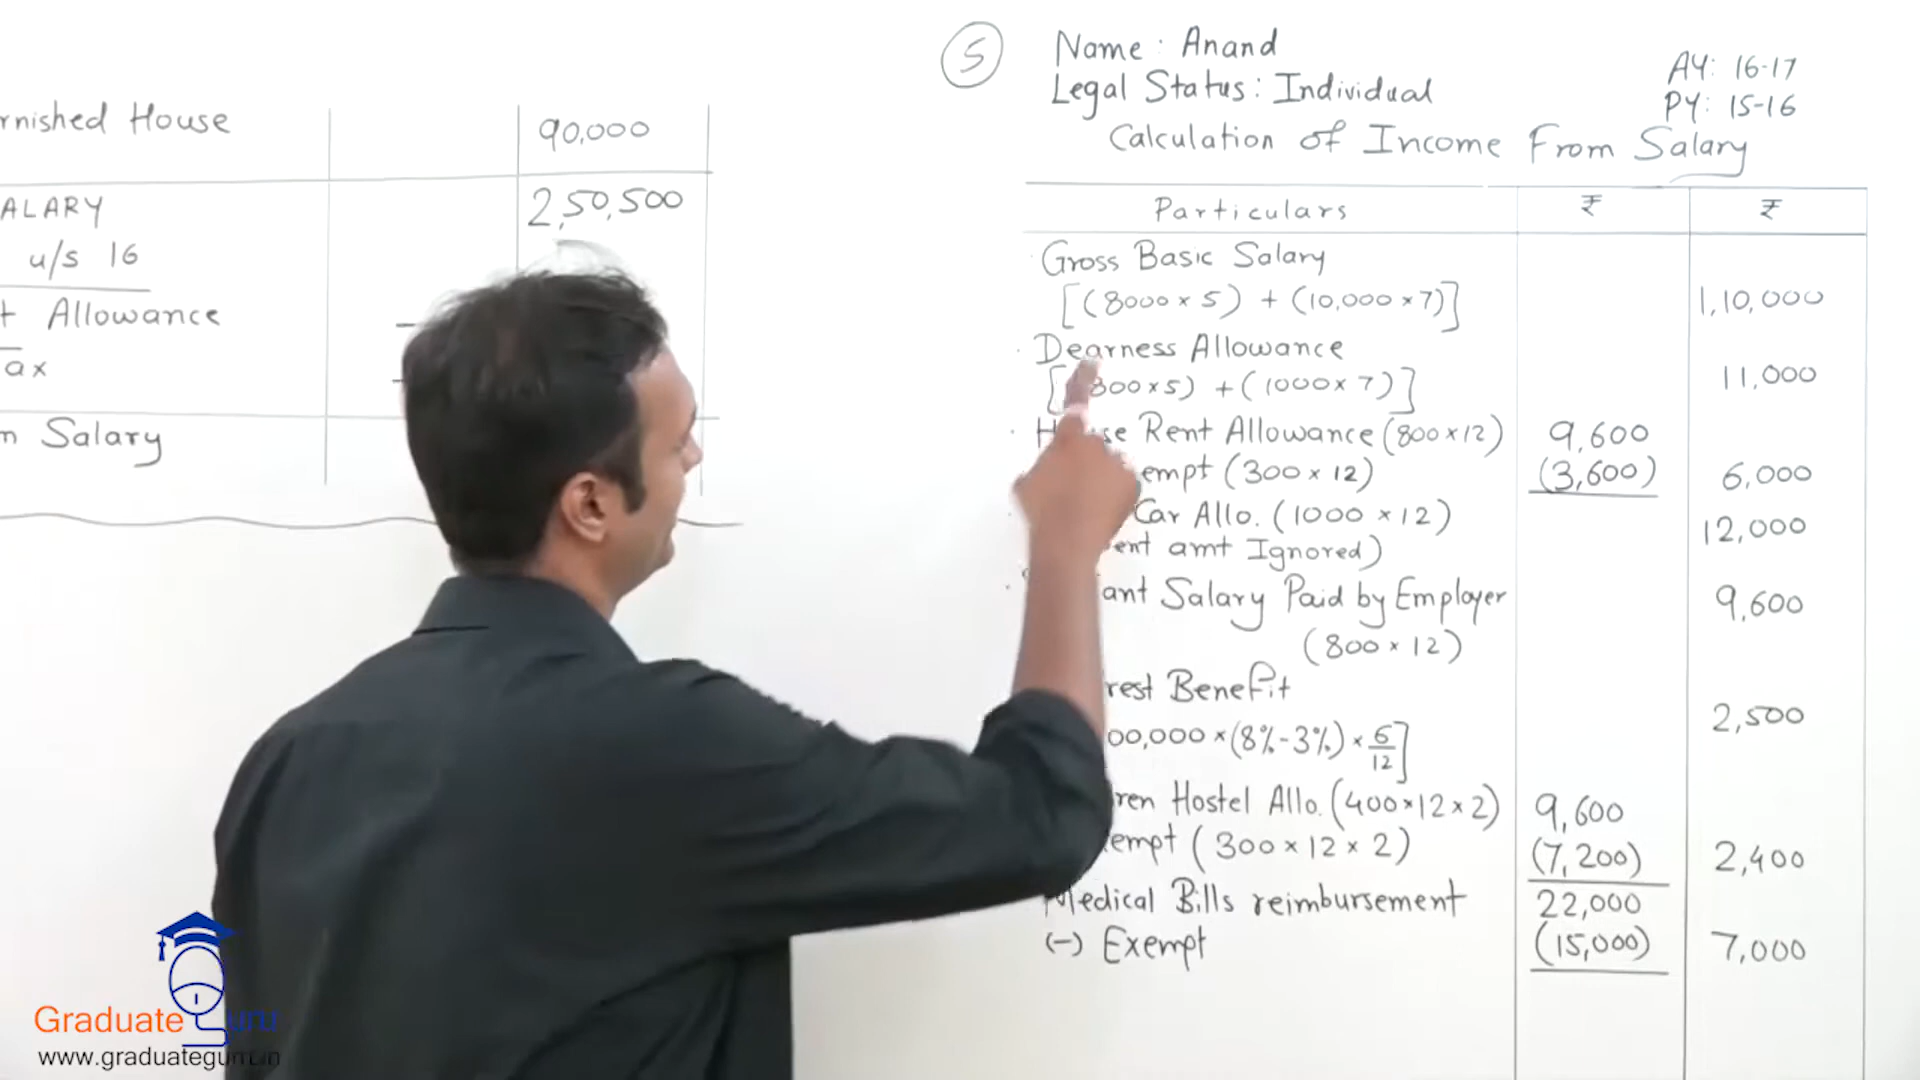 rnished House 90,000
ALARY 2,50,500
u/s 16
t Allowance
Tax
m Salary
5
Name : Anand
Legal Status : Individual
AY: 16-17
PY: 15-16
Calculation of Income From Salary
Particulars ₹ ₹
Gross Basic Salary
[(8000 × 5) + (10,000 × 7)] 1,10,000
Dearness Allowance
[800 × 5) + (1000 × 7)] 11,000
H se Rent Allowance (800 × 12) 9,600
empt (300 × 12) (3,600) 6,000
Car Allo. (1000 × 12) 12,000
ent amt Ignored)
ant Salary Paid by Employer 9,600
(800 × 12)
rest Benefit
00,000 × (8% - 3%) × 6/12] 2,500
ren Hostel Allo. (400 × 12 × 2) 9,600
empt (300 × 12 × 2) (7,200) 2,400
Medical Bills reimbursement 22,000
(-) Exempt (15,000) 7,000
Graduate Guru
www.graduateguru.in